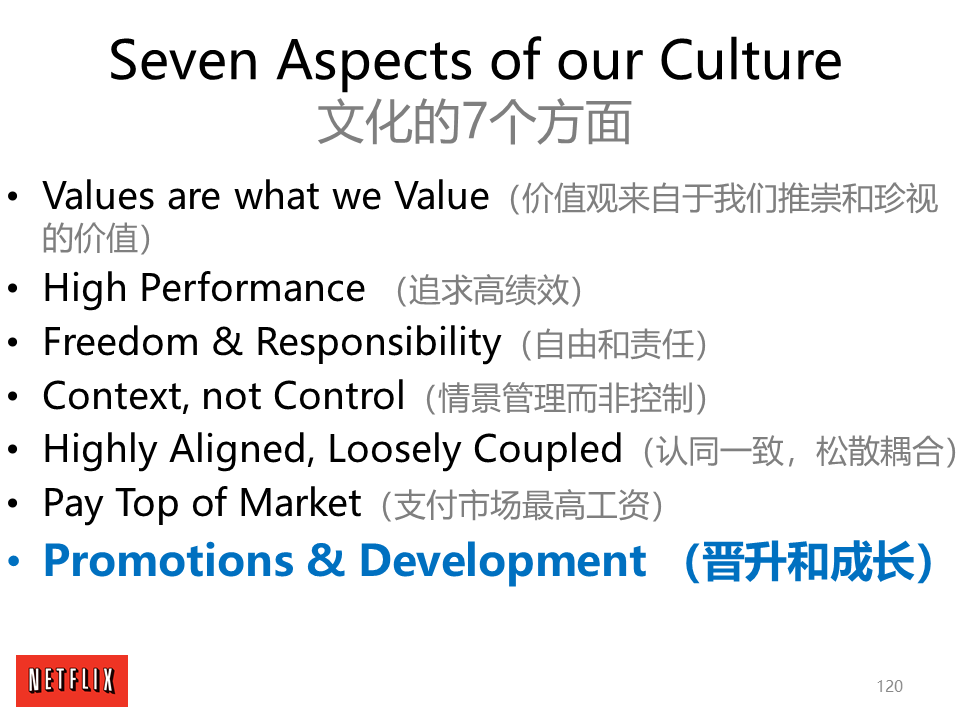 Seven Aspects of our Culture
文化的7个方面
• Values are what we Value（价值观来自于我们推崇和珍视
的价值）
• High Performance （追求高绩效）
• Freedom & Responsibility（自由和责任）
• Context, not Control（情景管理而非控制）
• Highly Aligned, Loosely Coupled（认同一致，松散耦合）
• Pay Top of Market（支付市场最高工资）
• Promotions & Development （晋升和成长）
NETFLIX
120